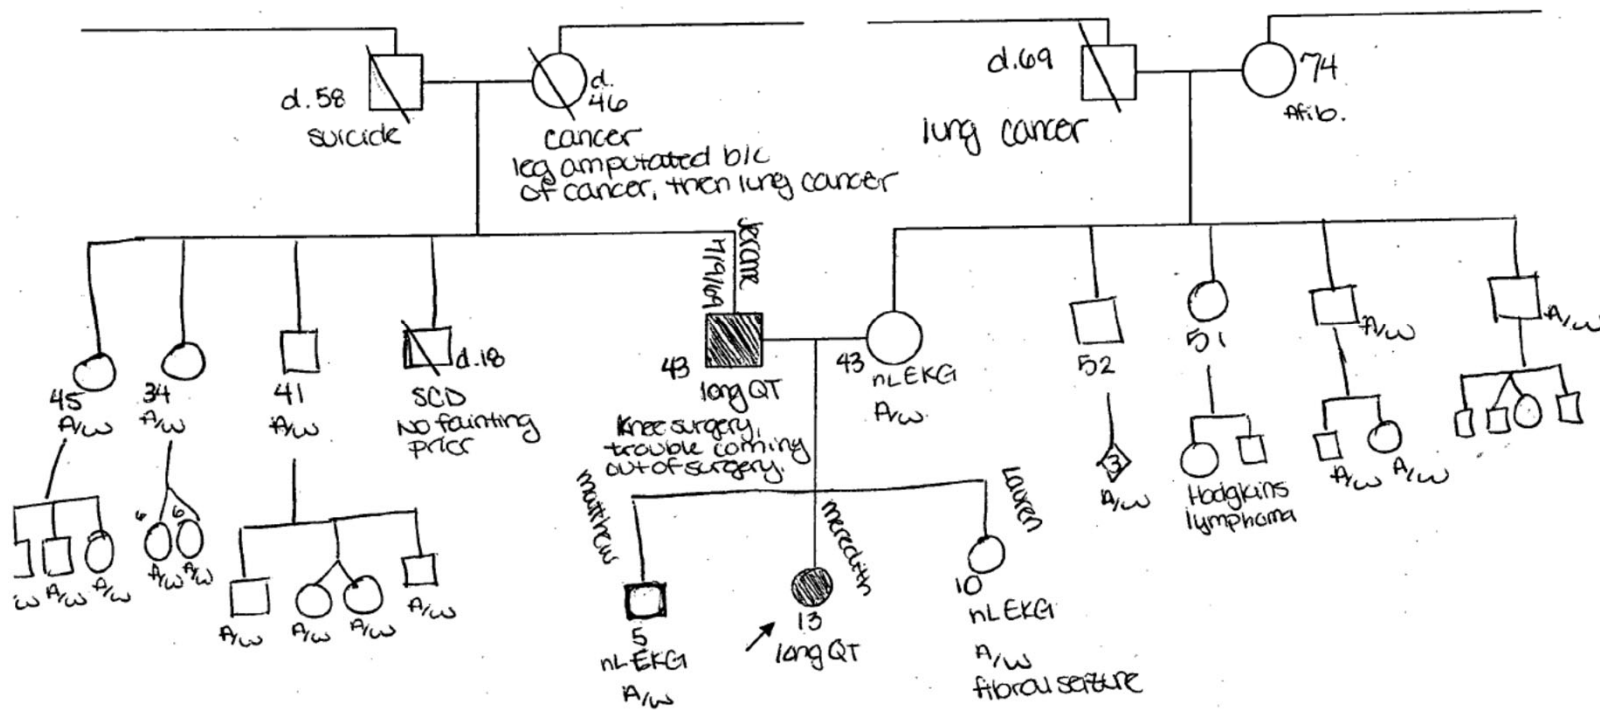 d.58
suicide
d.
46
cancer
leg amputated b/c
of cancer, then lung cancer
d.69
lung cancer
74
Afib.
45
A/W
34
A/W
41
A/W
d.18
SCD
NO fainting
prior
Jerome
7/9/69
43
long QT
knee surgery,
trouble coming
out of surgery.
43
nL EKG
A/W
52
51
A/W
A/W
3
A/W
Hodgkins
lymphoma
A/W
A/W
W
A/W
A/W
6
6
A/W
A/W
A/W
A/W
A/W
A/W
matthew
5
nL EKG
A/W
meredith
13
long QT
Lauren
10
nL EKG
A/W